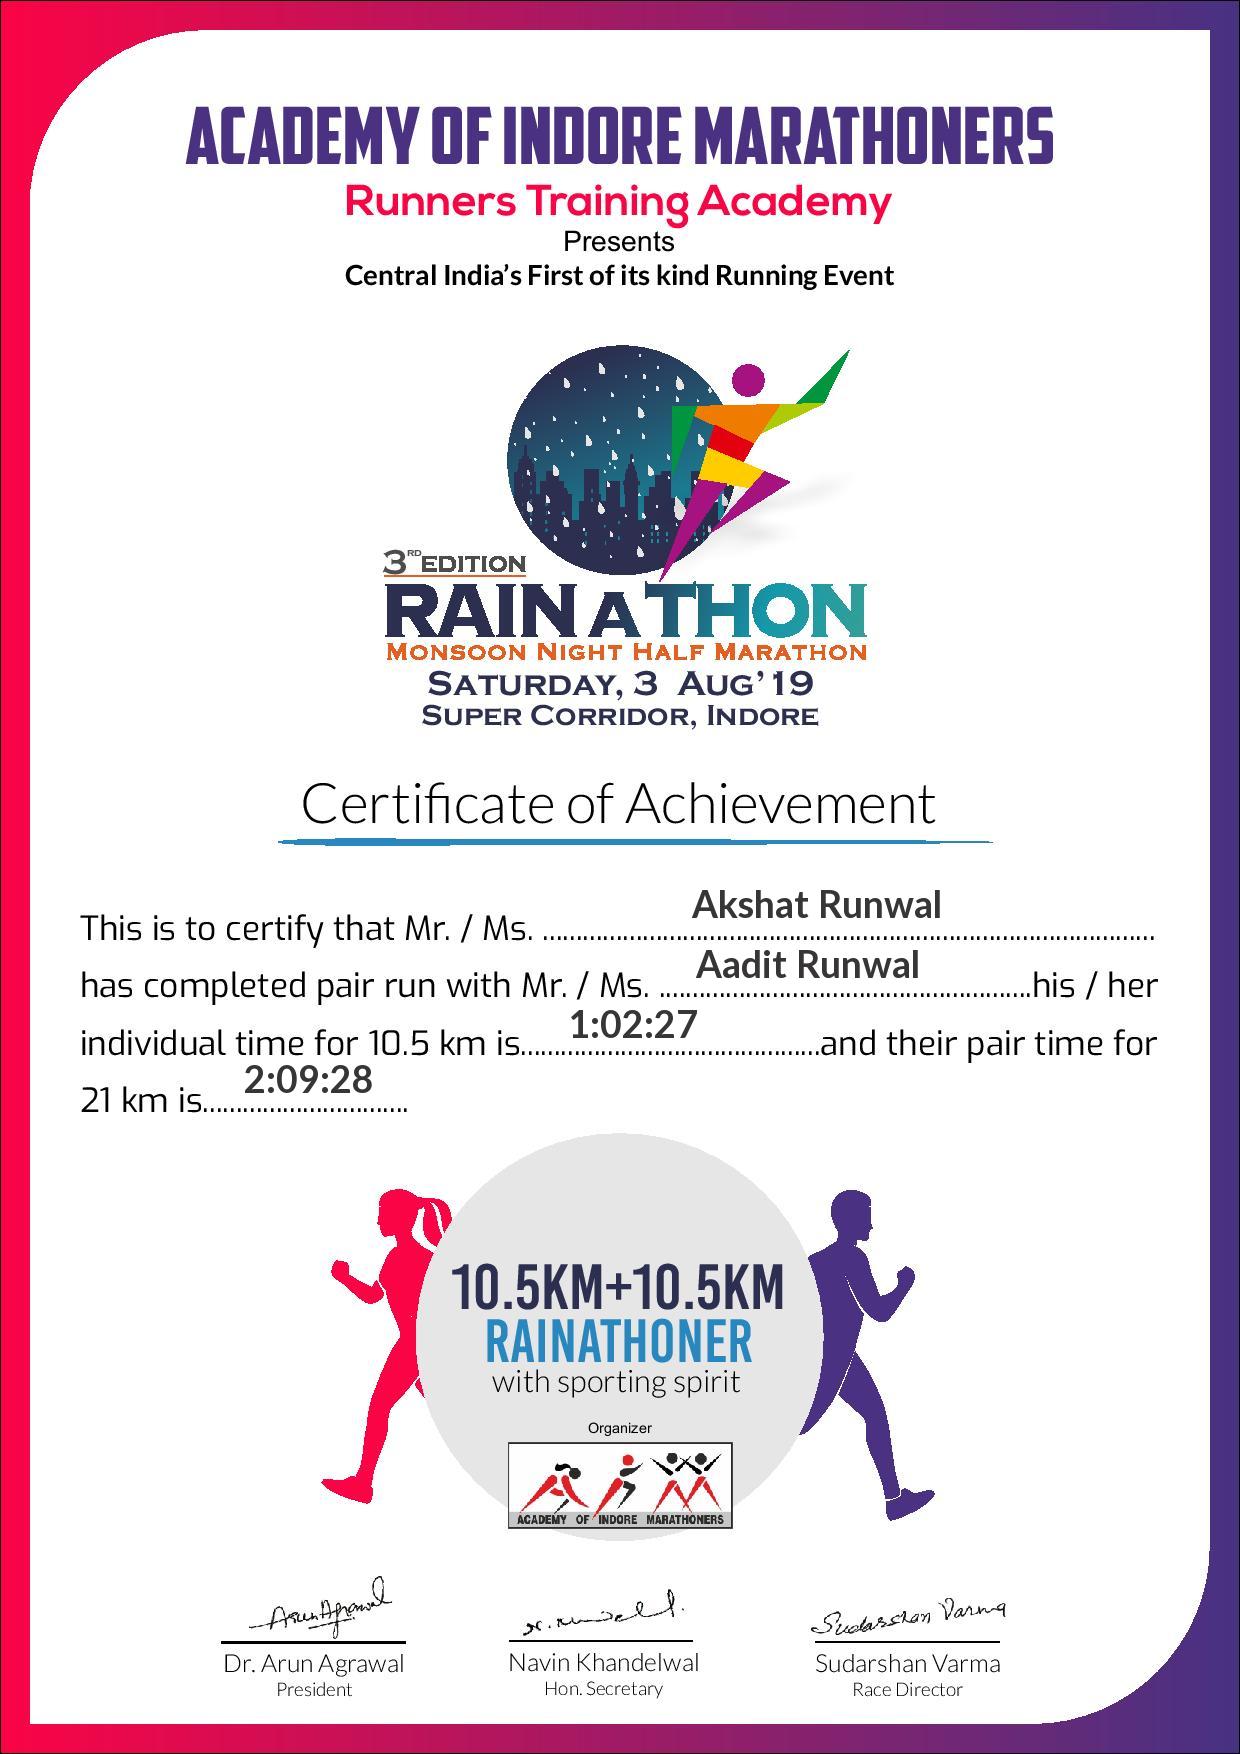 ACADEMY OF INDORE MARATHONERS
Runners Training Academy
Presents
Central India's First of its kind Running Event
3RD EDITION
RAIN A THON
MONSOON NIGHT HALF MARATHON
SATURDAY, 3 AUG'19
SUPER CORRIDOR, INDORE
Certificate of Achievement
This is to certify that Mr. / Ms. Akshat Runwal
has completed pair run with Mr. / Ms. Aadit Runwal his / her
individual time for 10.5 km is 1:02:27 and their pair time for
21 km is 2:09:28
10.5KM+10.5KM
RAINATHONER
with sporting spirit
Organizer
ACADEMY OF INDORE MARATHONERS
Arun Agrawal
Sudarshan Varma
Dr. Arun Agrawal
President
Navin Khandelwal
Hon. Secretary
Sudarshan Varma
Race Director